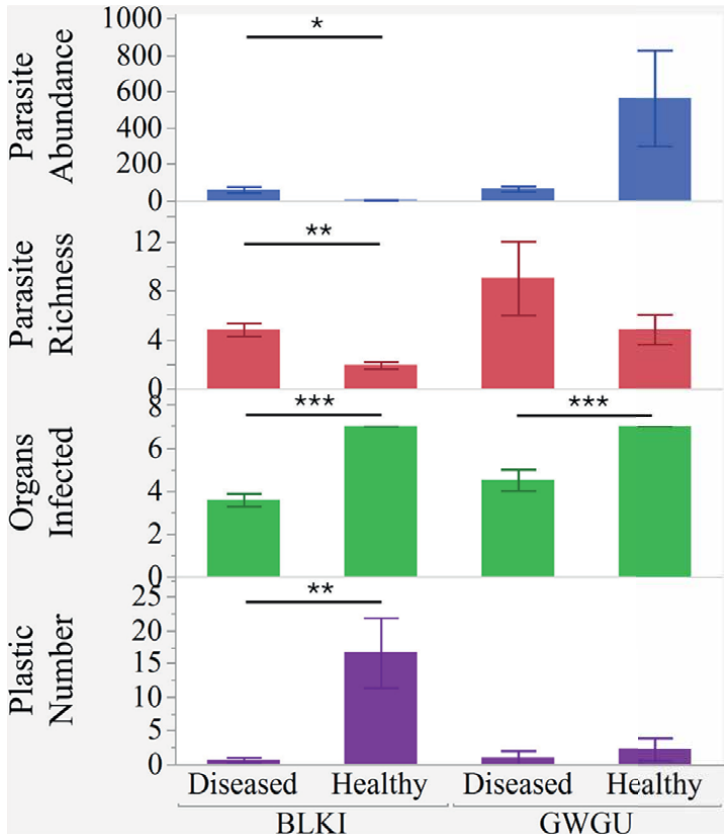 Parasite
Abundance
1000
800
600
400
200
0
*
Parasite
Richness
12
8
4
0
**
Organs
Infected
8
6
4
2
0
*** ***
Plastic
Number
25
20
15
10
5
0
**
Diseased Healthy Diseased Healthy
BLKI GWGU